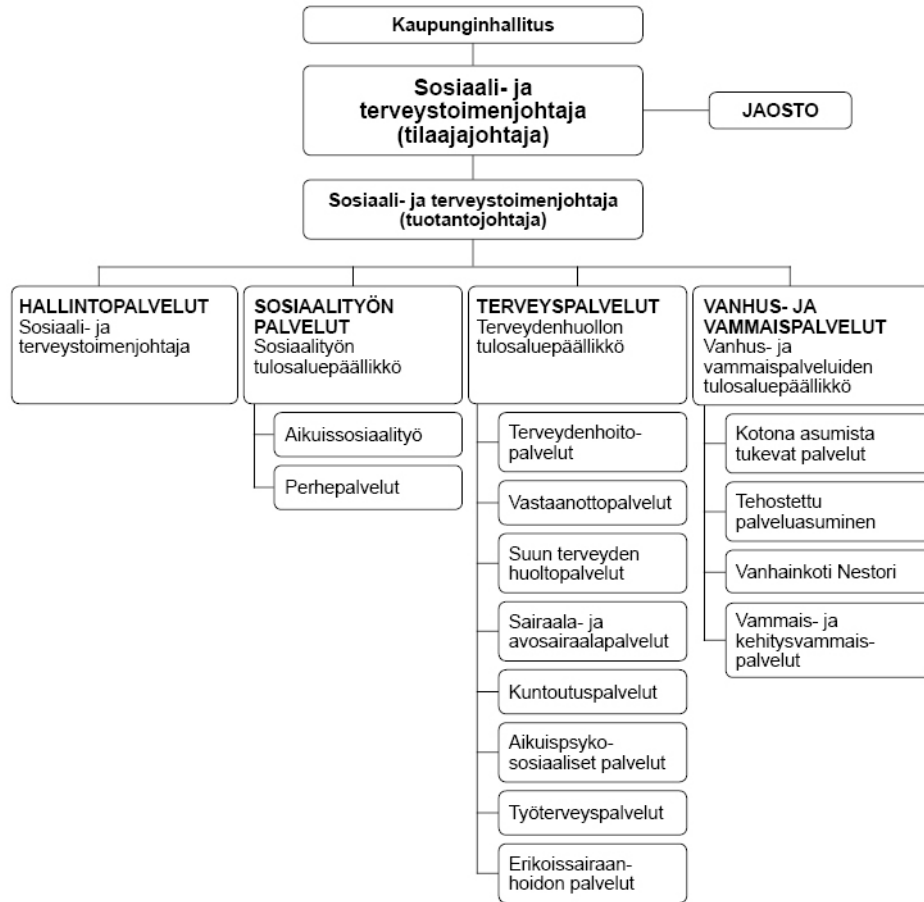 Kaupunginhallitus
Sosiaali- ja
terveystoimenjohtaja
(tilaajajohtaja)
JAOSTO
Sosiaali- ja terveystoimenjohtaja
(tuotantojohtaja)
HALLINTOPALVELUT
Sosiaali- ja
terveystoimenjohtaja
SOSIAALITYÖN
PALVELUT
Sosiaalityön
tulosaluepäällikkö
Aikuissosiaalityö
Perhepalvelut
TERVEYSPALVELUT
Terveydenhuollon
tulosaluepäällikkö
Terveydenhoito-
palvelut
Vastaanottopalvelut
Suun terveyden
huoltopalvelut
Sairaala- ja
avosairaalapalvelut
Kuntoutuspalvelut
Aikuispsyko-
sosiaaliset palvelut
Työterveyspalvelut
Erikoissairaan-
hoidon palvelut
VANHUS- JA
VAMMAISPALVELUT
Vanhus- ja
vammaispalveluiden
tulosaluepäällikkö
Kotona asumista
tukevat palvelut
Tehostettu
palveluasuminen
Vanhainkoti Nestori
Vammais- ja
kehitysvammais-
palvelut